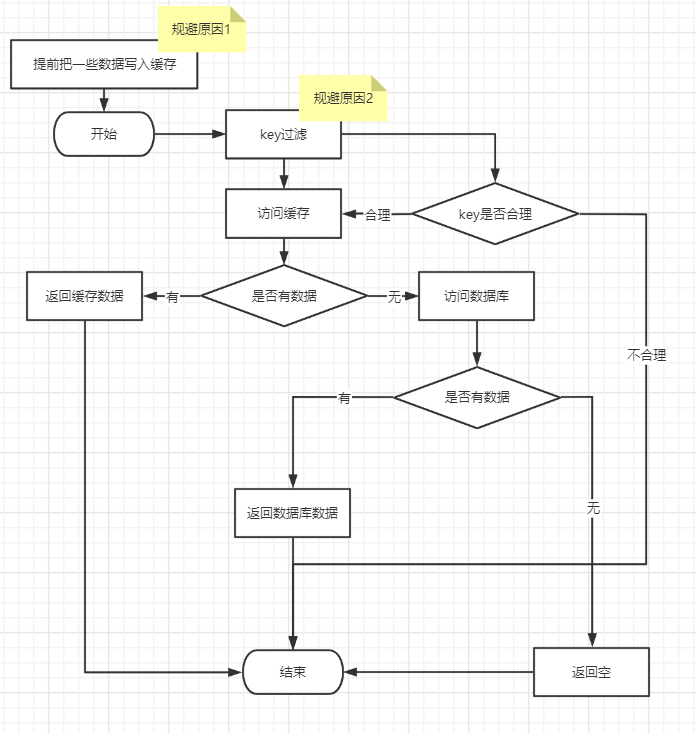 规避原因1
提前把一些数据写入缓存
规避原因2
开始
key过滤
访问缓存
合理
key是否合理
返回缓存数据
有
是否有数据
无
访问数据库
不合理
有
是否有数据
返回数据库数据
无
结束
返回空